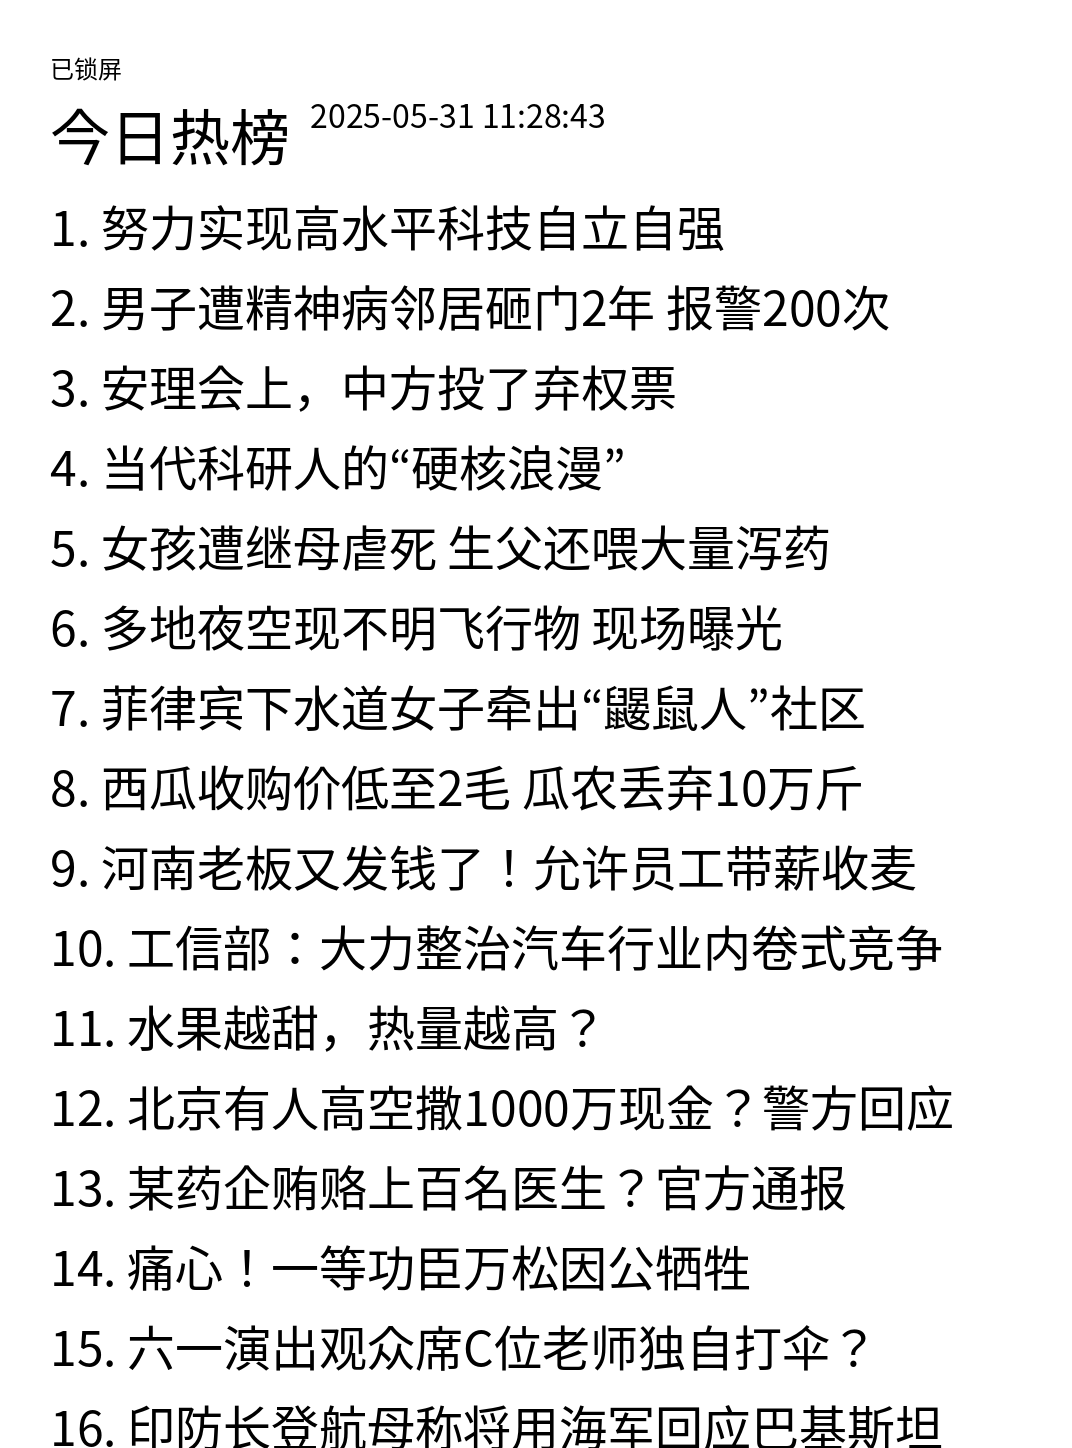 已锁屏
今日热榜 2025-05-31 11:28:43
1. 努力实现高水平科技自立自强
2. 男子遭精神病邻居砸门2年 报警200次
3. 安理会上，中方投了弃权票
4. 当代科研人的“硬核浪漫”
5. 女孩遭继母虐死 生父还喂大量泻药
6. 多地夜空现不明飞行物 现场曝光
7. 菲律宾下水道女子牵出“鼹鼠人”社区
8. 西瓜收购价低至2毛 瓜农丢弃10万斤
9. 河南老板又发钱了！允许员工带薪收麦
10. 工信部：大力整治汽车行业内卷式竞争
11. 水果越甜，热量越高？
12. 北京有人高空撒1000万现金？警方回应
13. 某药企贿赂上百名医生？官方通报
14. 痛心！一等功臣万松因公牺牲
15. 六一演出观众席C位老师独自打伞？
16. 印防长登航母称将用海军回应巴基斯坦